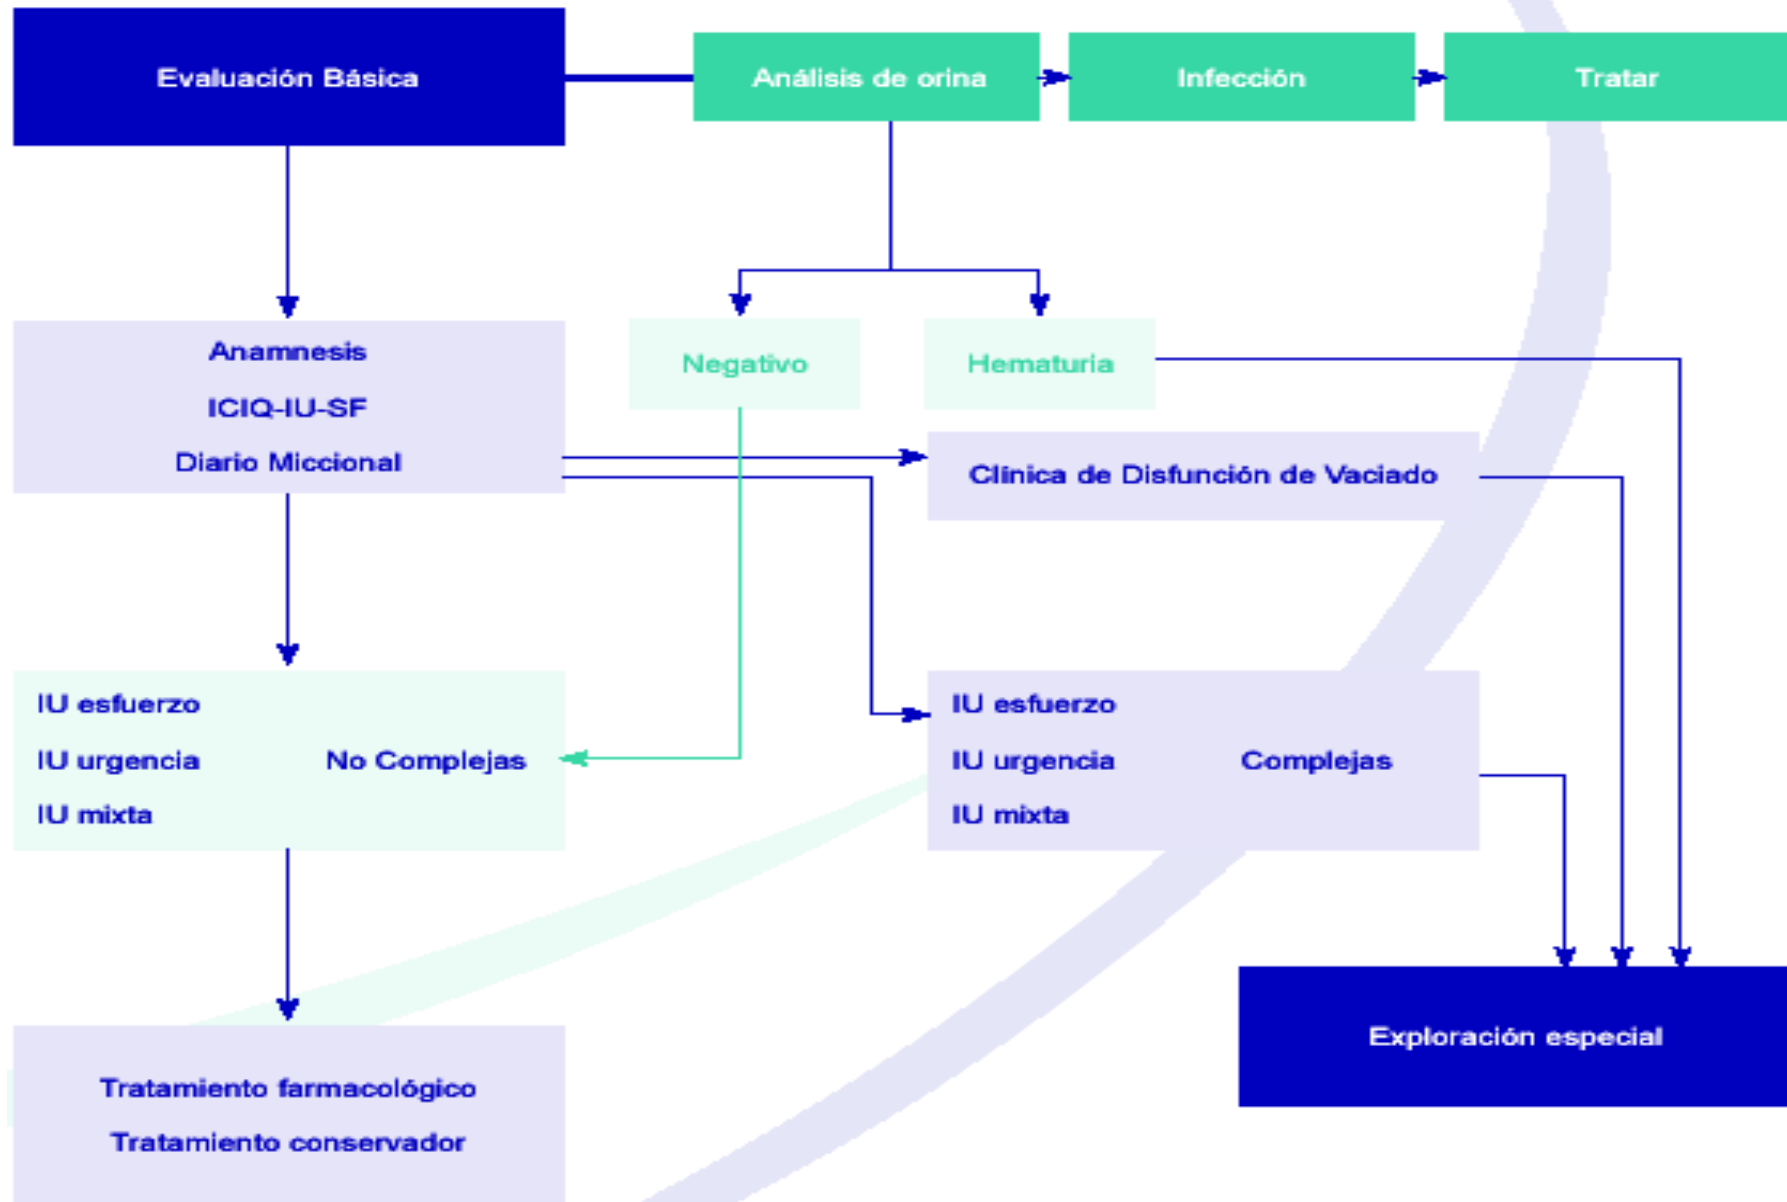 Evaluación Básica
Análisis de orina
Infección
Tratar
Anamnesis
ICIQ-IU-SF
Diario Miccional
Negativo
Hematuria
Clínica de Disfunción de Vaciado
IU esfuerzo
IU urgencia No Complejas
IU mixta
IU esfuerzo
IU urgencia Complejas
IU mixta
Tratamiento farmacológico
Tratamiento conservador
Exploración especial